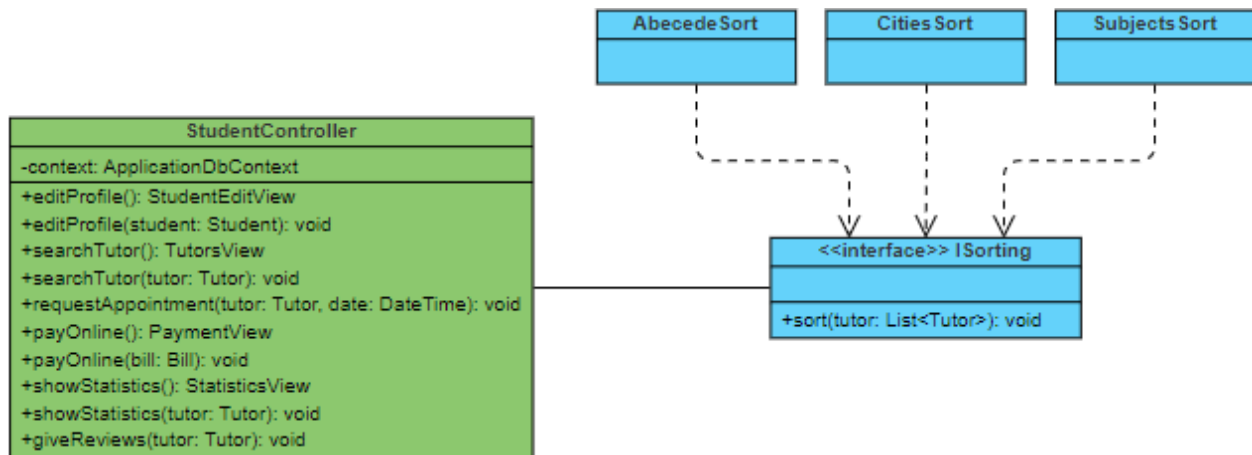 AbecedeSort
CitiesSort
SubjectsSort
StudentController
-context: ApplicationDbContext
+editProfile(): StudentEditView
+editProfile(student: Student): void
+searchTutor(): TutorsView
+searchTutor(tutor: Tutor): void
+requestAppointment(tutor: Tutor, date: DateTime): void
+payOnline(): PaymentView
+payOnline(bill: Bill): void
+showStatistics(): StatisticsView
+showStatistics(tutor: Tutor): void
+giveReviews(tutor: Tutor): void
<<interface>> ISorting
+sort(tutor: List<Tutor>): void